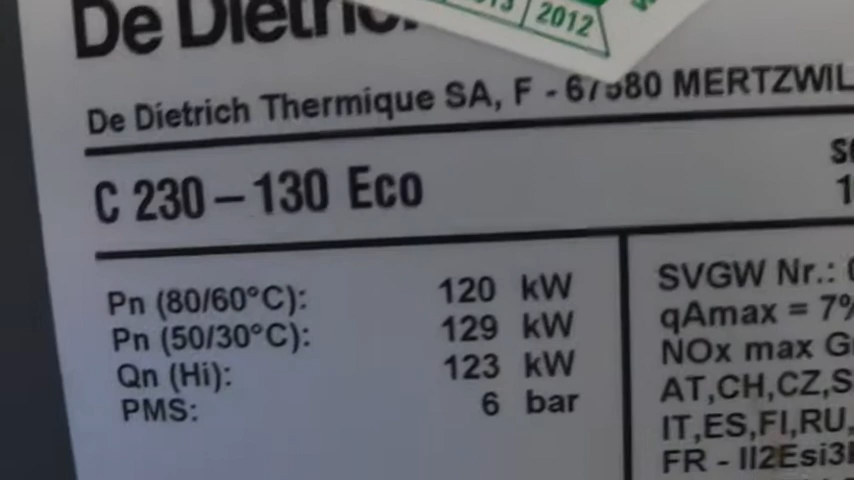 De Dietrich
2013 2012
De Dietrich Thermique SA, F - 67580 MERTZWIL
C 230 – 130 Eco
Pn (80/60°C): 120 kW
Pn (50/30°C): 129 kW
Qn (Hi): 123 kW
PMS: 6 bar
SVGW Nr.:
qAmax = 7%
NOx max
AT,CH,CZ,S
IT,ES,FI,RU,
FR - II2Esi3